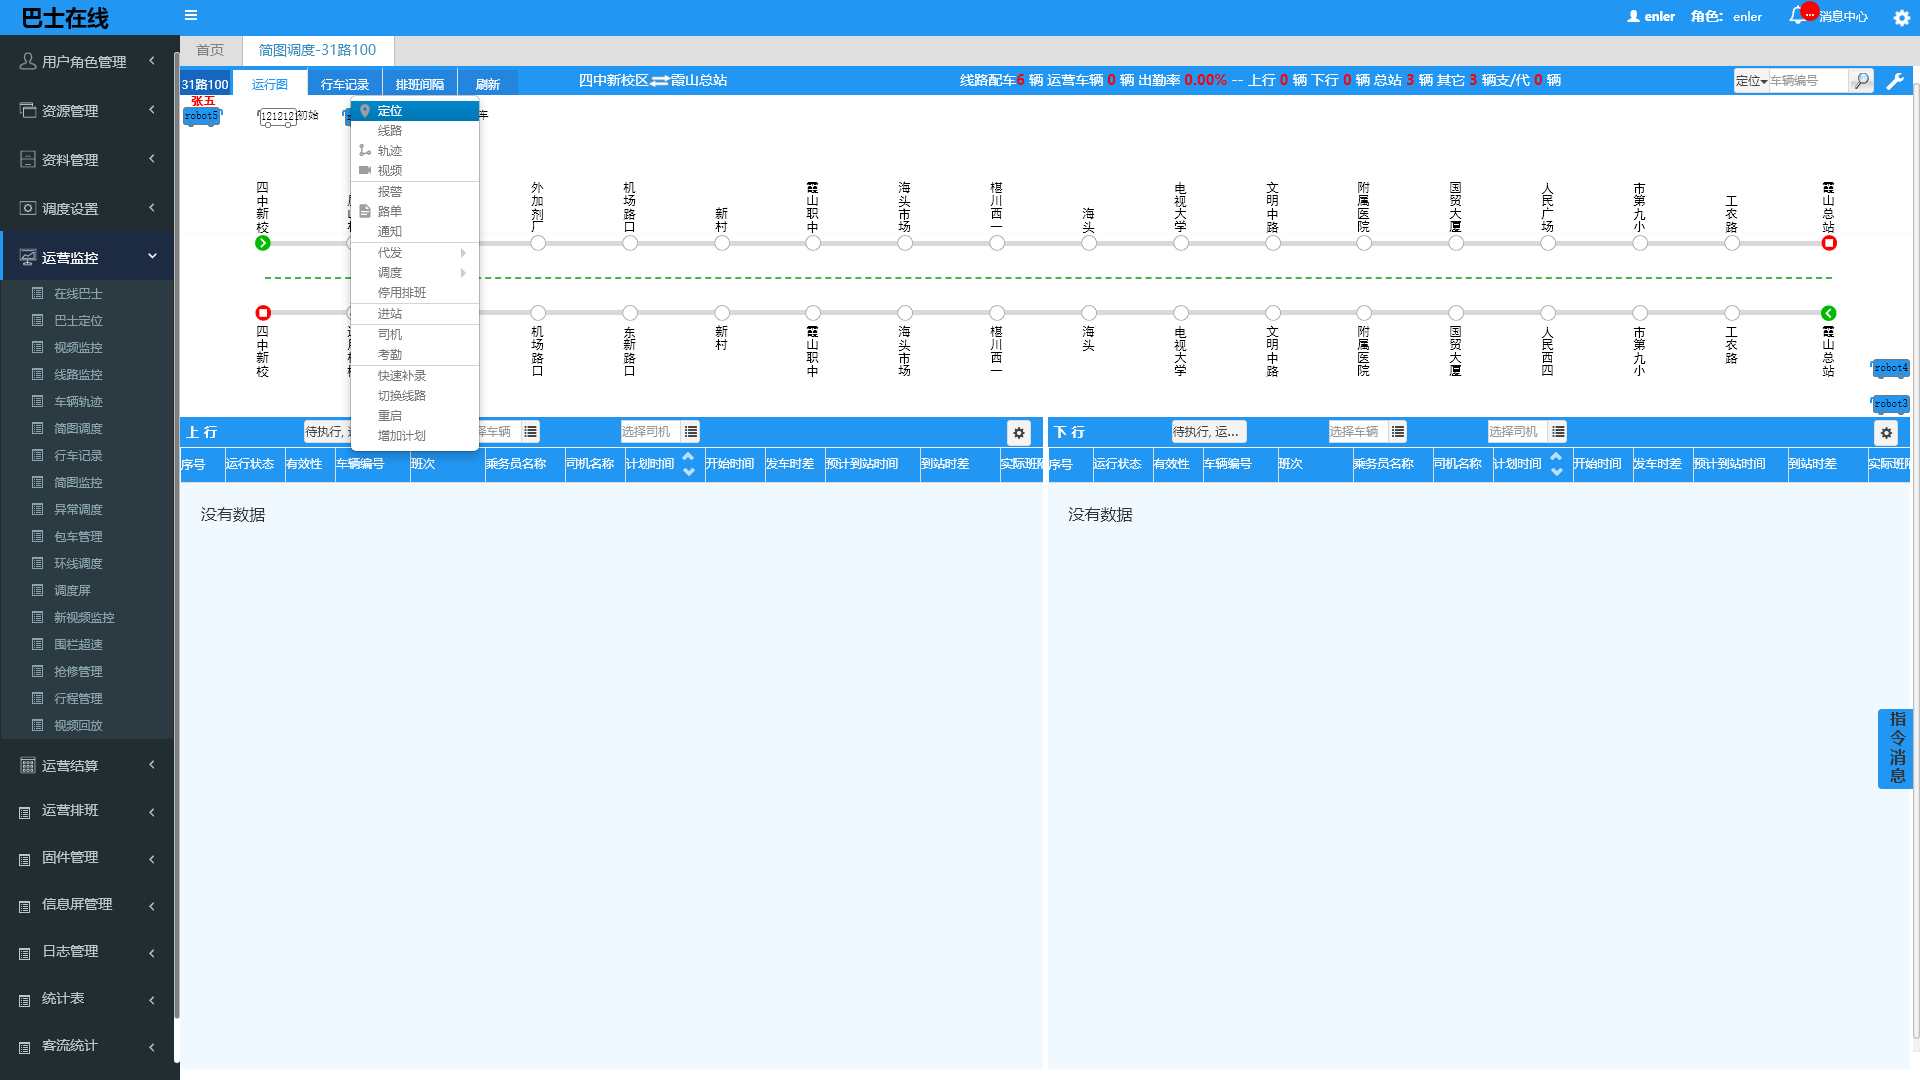 巴士在线
enler 角色: enler 消息中心
首页 简图调度-31路100
用户角色管理
资源管理
资料管理
调度设置
运营监控
在线巴士
巴士定位
视频监控
线路监控
车辆轨迹
简图调度
行车记录
简图监控
异常调度
包车管理
环线调度
调度屏
新视频监控
围栏超速
抢修管理
行程管理
视频回放
运营结算
运营排班
固件管理
信息屏管理
日志管理
统计表
客流统计
31路100 运行图 行车记录 排班间隔 刷新
四中新校区⇌霞山总站
线路配车6 辆 运营车辆 0 辆 出勤率 0.00% -- 上行 0 辆 下行 0 辆 总站 3 辆 其它 3 辆支/代 0 辆
定位 车辆编号
张五
robot5
1212121 初始
车
定位
线路
轨迹
视频
报警
路单
通知
代发
调度
停用排班
进站
司机
考勤
快速补录
切换线路
重启
增加计划
四中新校
外加剂厂
机场路口
新村
霞山职中
海头市场
椹川西一
海头
电视大学
文明中路
附属医院
国贸大厦
人民广场
市第九小
工农路
霞山总站
四中新校
机场路口
东新路口
新村
霞山职中
海头市场
椹川西一
海头
电视大学
文明中路
附属医院
国贸大厦
人民西四
市第九小
工农路
霞山总站
robot4
robot3
上 行 待执行, 择车辆 选择司机
序号 运行状态 有效性 车辆编号 班次 乘务员名称 司机名称 计划时间 开始时间 发车时差 预计到站时间 到站时差 实际班
没有数据
下 行 待执行, 运... 选择车辆 选择司机
序号 运行状态 有效性 车辆编号 班次 乘务员名称 司机名称 计划时间 开始时间 发车时差 预计到站时间 到站时差 实际班
没有数据
指令消息